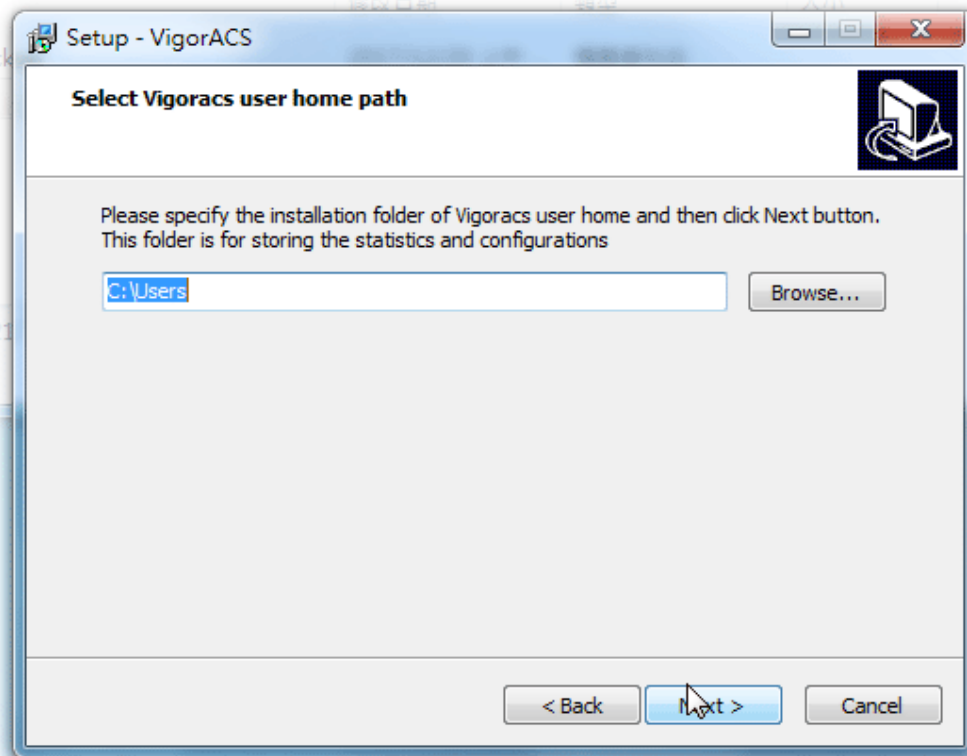 Setup - VigorACS
Select Vigoracs user home path
Please specify the installation folder of Vigoracs user home and then click Next button.
This folder is for storing the statistics and configurations
C:\Users
Browse...
< Back
Next >
Cancel